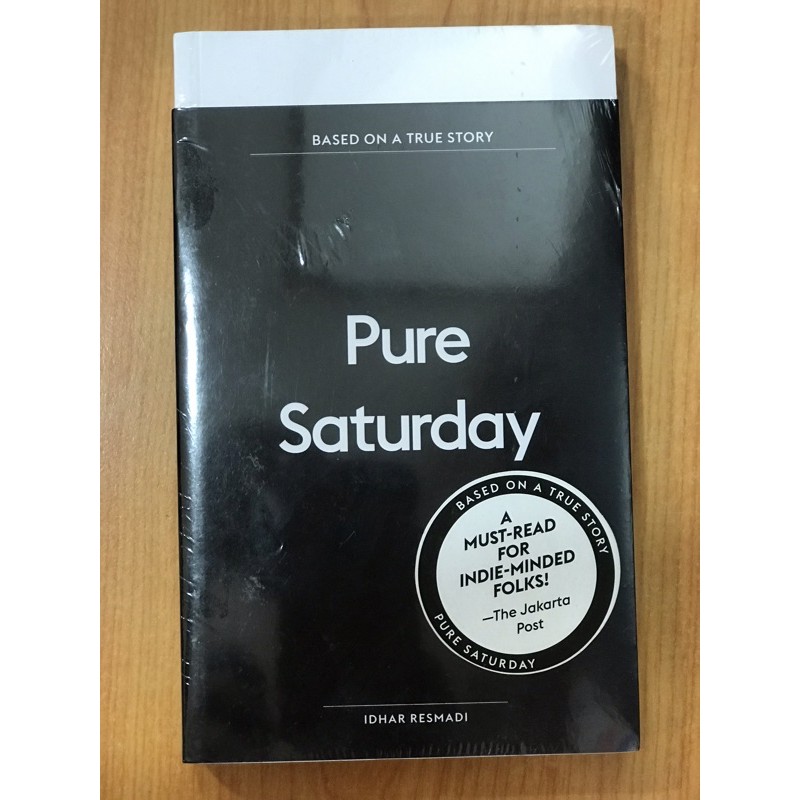 BASED ON A TRUE STORY
Pure
Saturday
BASED ON A TRUE STORY
A
MUST-READ
FOR
INDIE-MINDED
FOLKS!
—The Jakarta
Post
PURE SATURDAY
IDHAR RESMADI